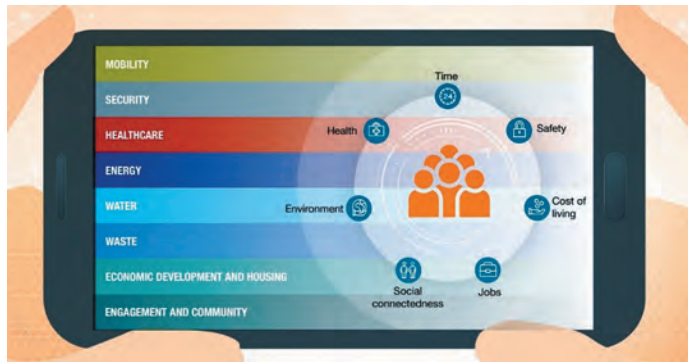 MOBILITY
SECURITY
HEALTHCARE
ENERGY
WATER
WASTE
ECONOMIC DEVELOPMENT AND HOUSING
ENGAGEMENT AND COMMUNITY
Time
24
Health
Safety
Environment
Cost of
living
Social
connectedness
Jobs